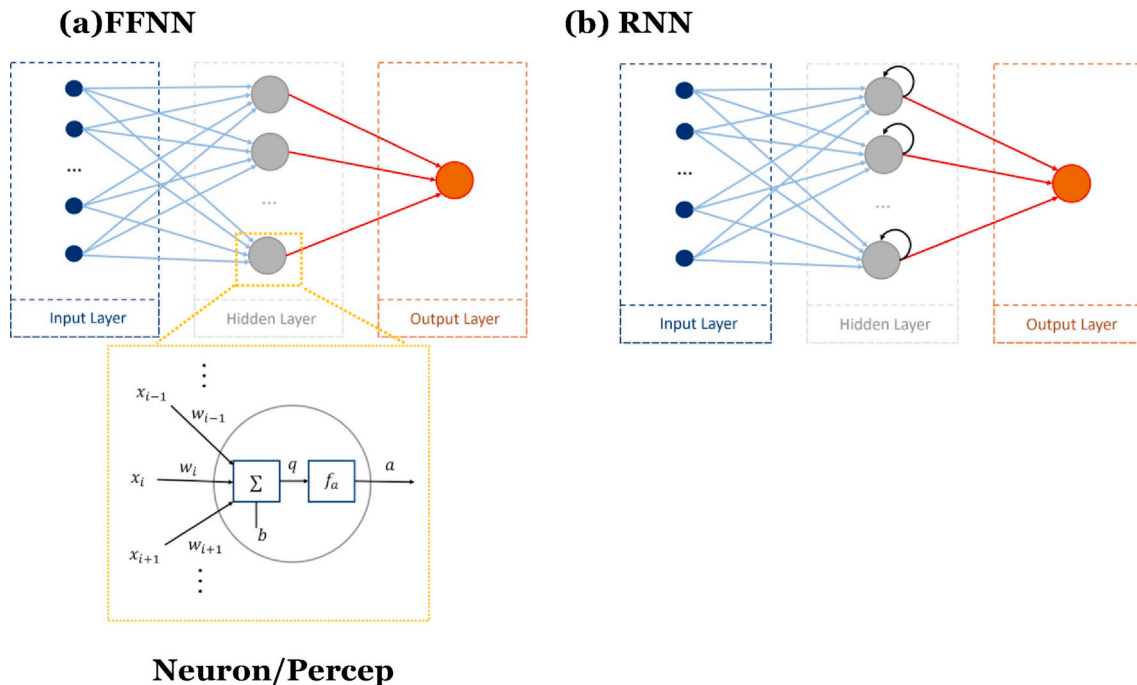 (a)FFNN
(b) RNN
...
...
...
...
Input Layer
Hidden Layer
Output Layer
Input Layer
Hidden Layer
Output Layer
⋮
x_{i−1}
w_{i−1}
x_i
w_i
Σ
q
f_a
a
b
x_{i+1}
w_{i+1}
⋮
Neuron/Percep